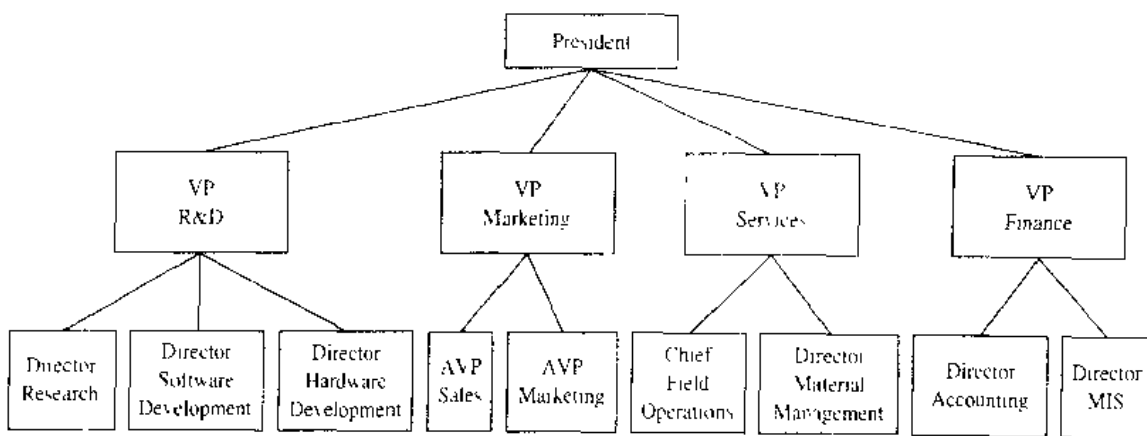 President
VP
R&D
VP
Marketing
VP
Services
VP
Finance
Director
Research
Director
Software
Development
Director
Hardware
Development
AVP
Sales
AVP
Marketing
Chief
Field
Operations
Director
Material
Management
Director
Accounting
Director
MIS